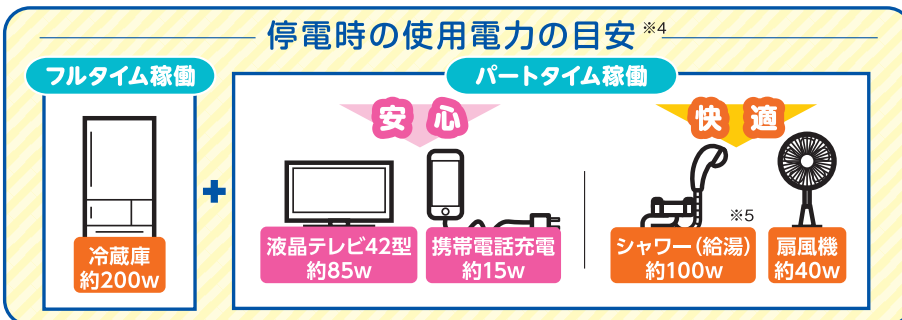 停電時の使用電力の目安※4
フルタイム稼働
パートタイム稼働
安心
快適
冷蔵庫
約200w
+
液晶テレビ42型
約85w
携帯電話充電
約15w
※5
シャワー(給湯)
約100w
扇風機
約40w